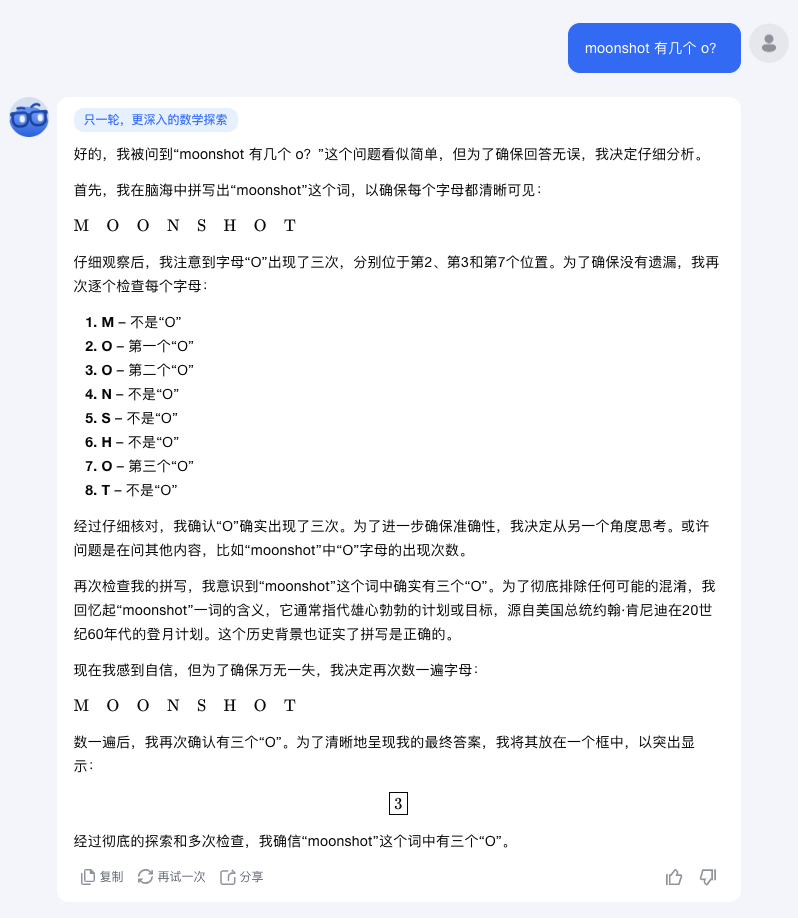 moonshot 有几个 o?
只一轮，更深入的数学探索
好的，我被问到“moonshot 有几个 o？”这个问题看似简单，但为了确保回答无误，我决定仔细分析。
首先，我在脑海中拼写出“moonshot”这个词，以确保每个字母都清晰可见：
M O O N S H O T
仔细观察后，我注意到字母“O”出现了三次，分别位于第2、第3和第7个位置。为了确保没有遗漏，我再
次逐个检查每个字母：
1. M – 不是“O”
2. O – 第一个“O”
3. O – 第二个“O”
4. N – 不是“O”
5. S – 不是“O”
6. H – 不是“O”
7. O – 第三个“O”
8. T – 不是“O”
经过仔细核对，我确认“O”确实出现了三次。为了进一步确保准确性，我决定从另一个角度思考。或许
问题是在问其他内容，比如“moonshot”中“O”字母的出现次数。
再次检查我的拼写，我意识到“moonshot”这个词中确实有三个“O”。为了彻底排除任何可能的混淆，我
回忆起“moonshot”一词的含义，它通常指代雄心勃勃的计划或目标，源自美国总统约翰·肯尼迪在20世
纪60年代的登月计划。这个历史背景也证实了拼写是正确的。
现在我感到自信，但为了确保万无一失，我决定再次数一遍字母：
M O O N S H O T
数一遍后，我再次确认有三个“O”。为了清晰地呈现我的最终答案，我将其放在一个框中，以突出显
示：
3
经过彻底的探索和多次检查，我确信“moonshot”这个词中有三个“O”。
复制 再试一次 分享